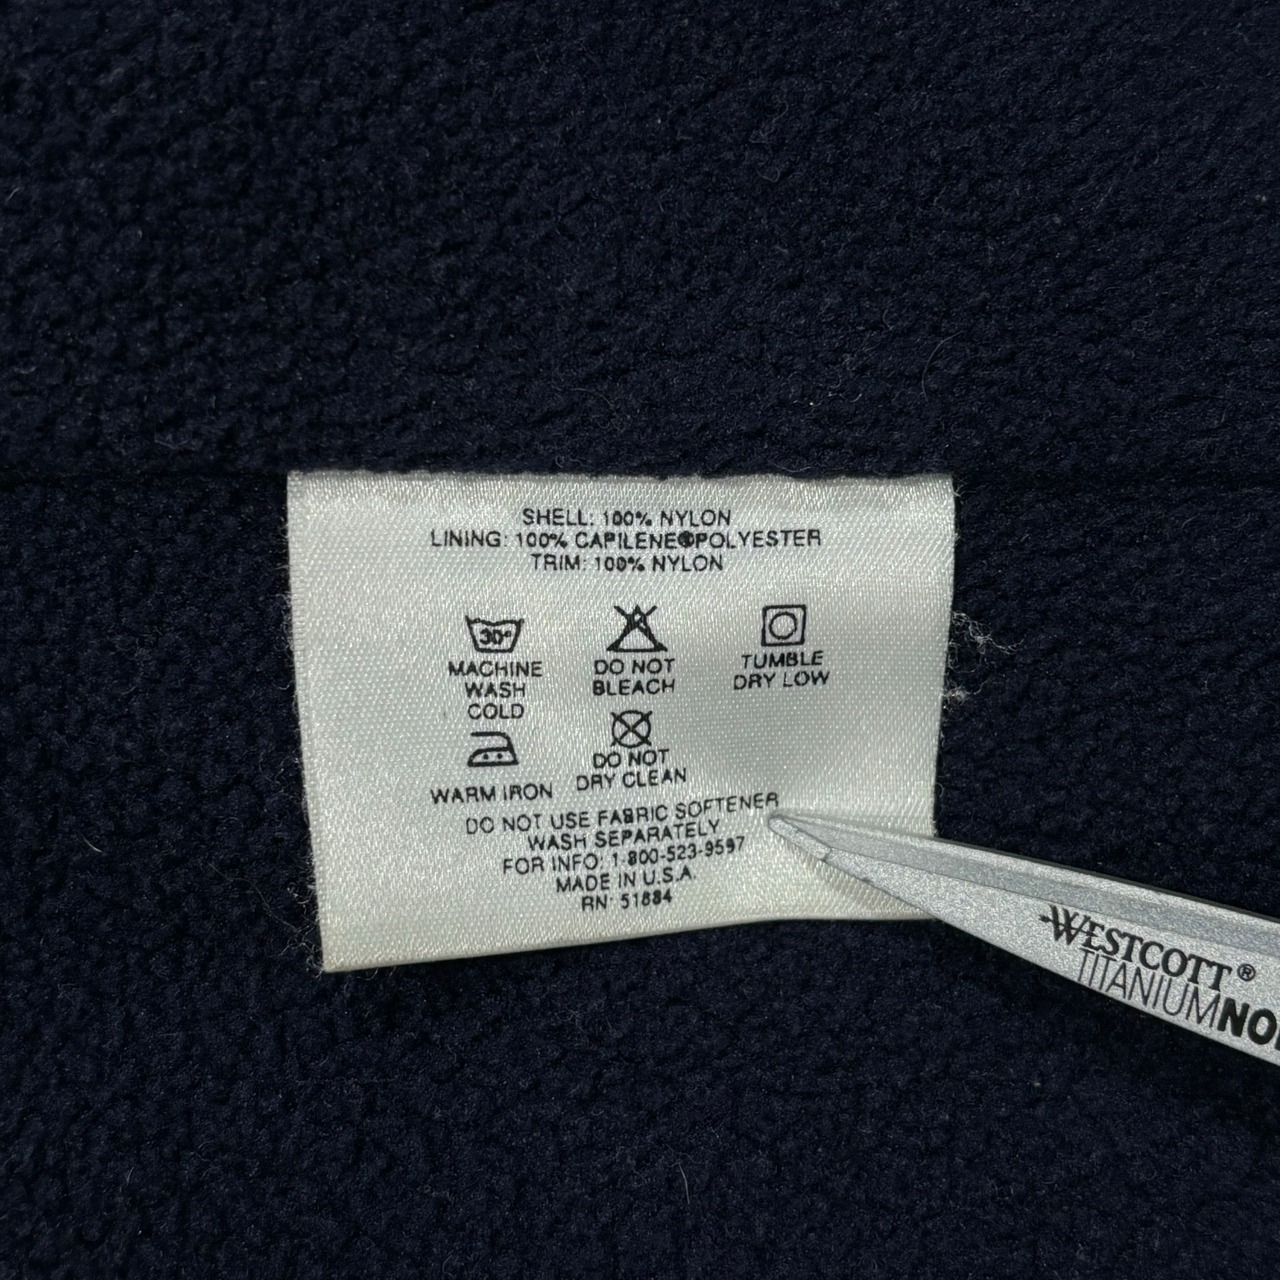 SHELL: 100% NYLON
LINING: 100% CAPILENE®POLYESTER
TRIM: 100% NYLON
30°
MACHINE
WASH
COLD
DO NOT
BLEACH
TUMBLE
DRY LOW
WARM IRON
DO NOT
DRY CLEAN
DO NOT USE FABRIC SOFTENER
WASH SEPARATELY
FOR INFO: 1-800-523-9597
MADE IN U.S.A
RN: 51884
WESTCOTT®
TITANIUMNO